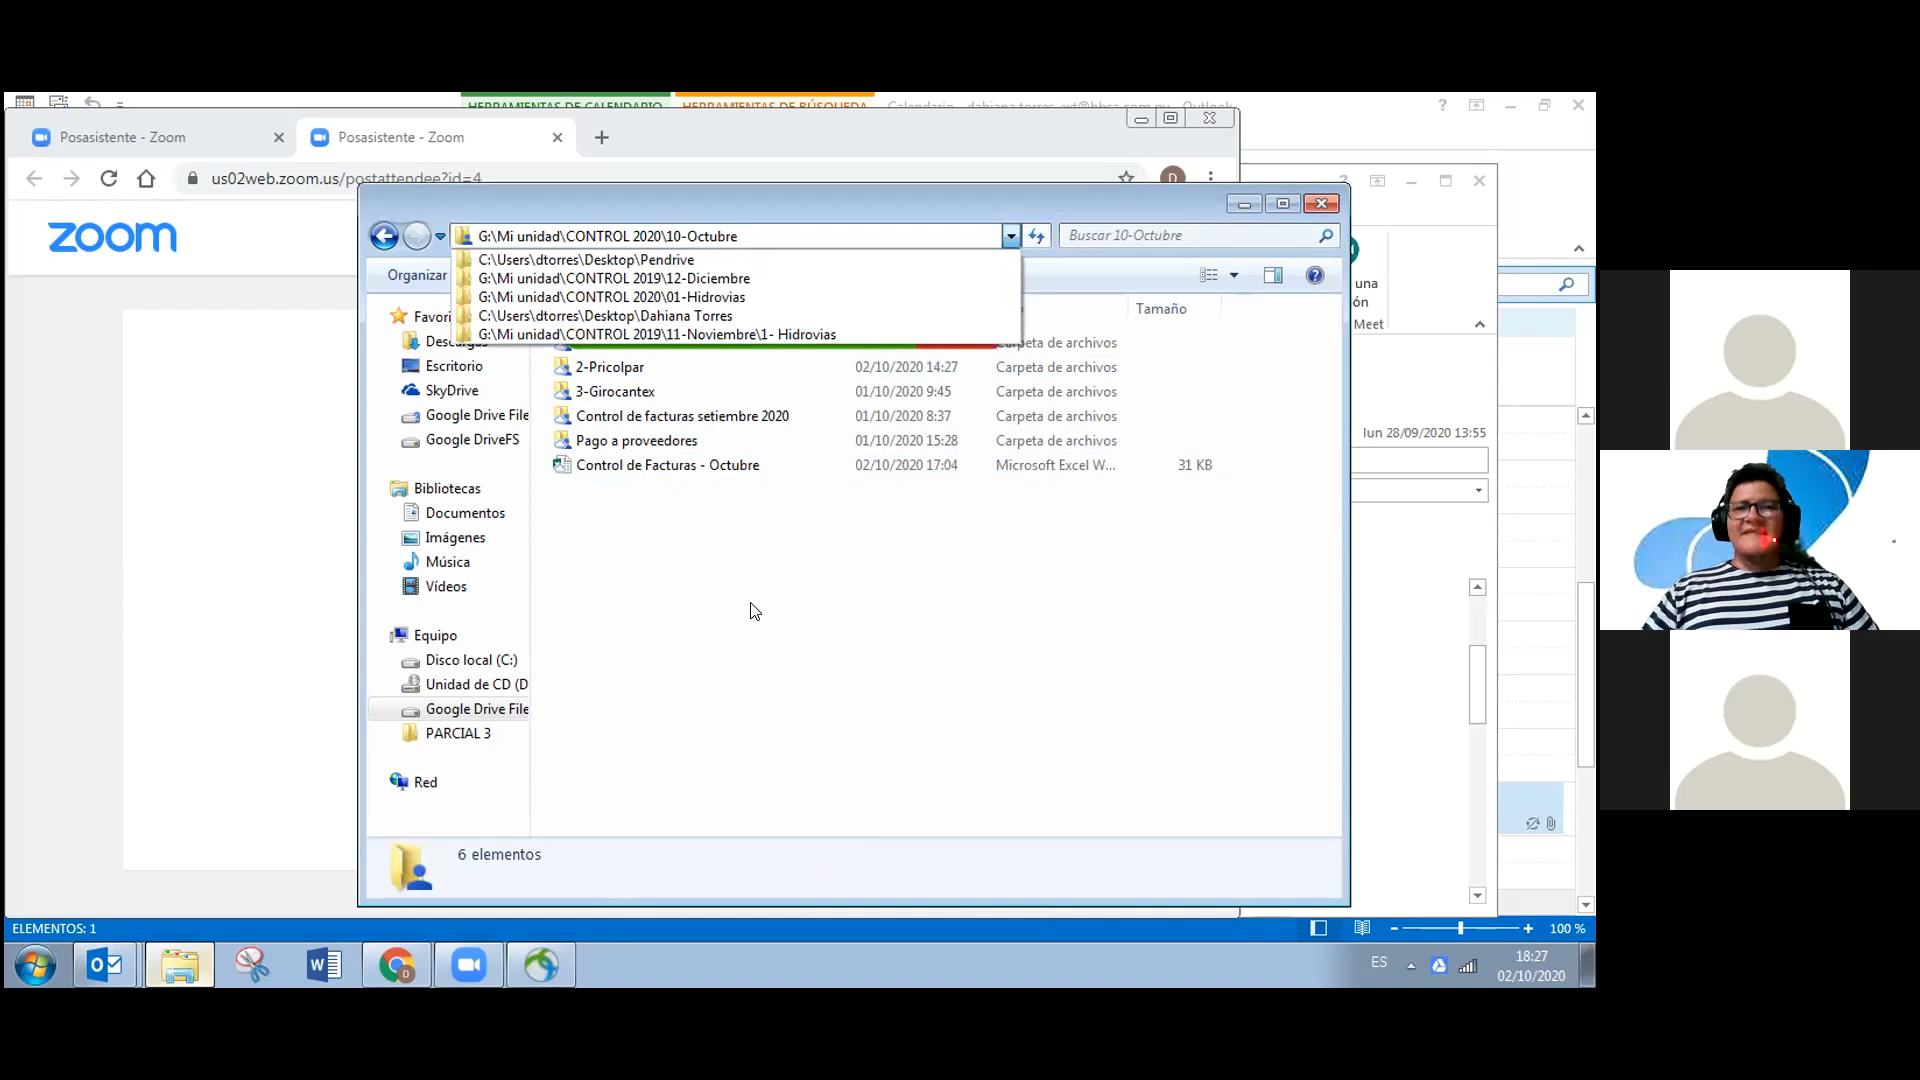 HERRAMIENTAS DE CALENDARIO
HERRAMIENTAS DE BÚSQUEDA
Posasistente - Zoom
Posasistente - Zoom
us02web.zoom.us/postattendee?id=4
D
zoom
G:\Mi unidad\CONTROL 2020\10-Octubre
Buscar 10-Octubre
C:\Users\dtorres\Desktop\Pendrive
G:\Mi unidad\CONTROL 2019\12-Diciembre
G:\Mi unidad\CONTROL 2020\01-Hidrovias
C:\Users\dtorres\Desktop\Dahiana Torres
G:\Mi unidad\CONTROL 2019\11-Noviembre\1- Hidrovias
Organizar
Tamaño
una
ón
Meet
Favori
Descargas
Escritorio
SkyDrive
Google Drive File
Google DriveFS
Bibliotecas
Documentos
Imágenes
Música
Vídeos
Equipo
Disco local (C:)
Unidad de CD (D
Google Drive File
PARCIAL 3
Red
Carpeta de archivos
2-Pricolpar 02/10/2020 14:27 Carpeta de archivos
3-Girocantex 01/10/2020 9:45 Carpeta de archivos
Control de facturas setiembre 2020 01/10/2020 8:37 Carpeta de archivos
Pago a proveedores 01/10/2020 15:28 Carpeta de archivos
Control de Facturas - Octubre 02/10/2020 17:04 Microsoft Excel W... 31 KB
lun 28/09/2020 13:55
6 elementos
ELEMENTOS: 1
100 %
ES
18:27
02/10/2020